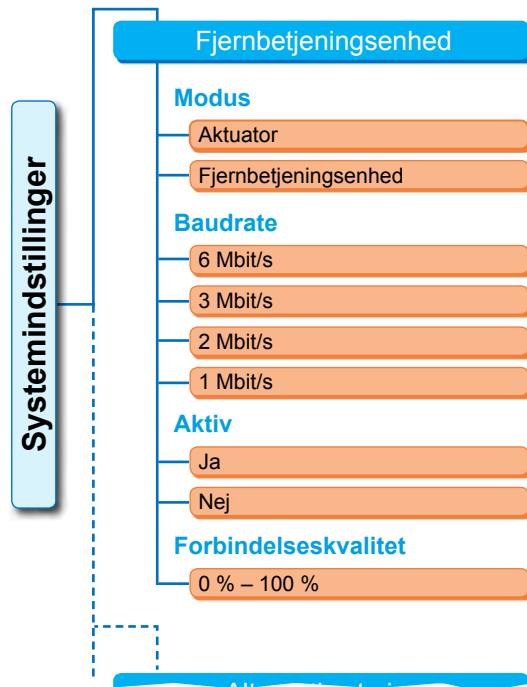 Systemindstillinger
Fjernbetjeningsenhed
Modus
Aktuator
Fjernbetjeningsenhed
Baudrate
6 Mbit/s
3 Mbit/s
2 Mbit/s
1 Mbit/s
Aktiv
Ja
Nej
Forbindelseskvalitet
0 % – 100 %